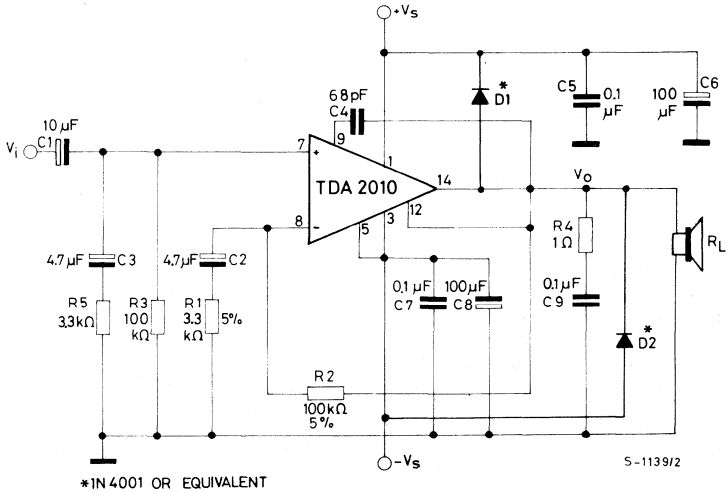 +Vs
*
D1
C5
0.1
µF
C6
100
µF
68pF
C4
10 µF
C1
Vi
7
9
+
1
TDA 2010
14
Vo
8
-
5
3
12
R4
1Ω
RL
4.7µF
C3
4.7µF
C2
0.1µF
C7
100µF
C8
0.1µF
C9
R5
3.3kΩ
R3
100
kΩ
R1
3.3
kΩ
5%
*
D2
R2
100kΩ
5%
-Vs
S-1139/2
*1N 4001 OR EQUIVALENT